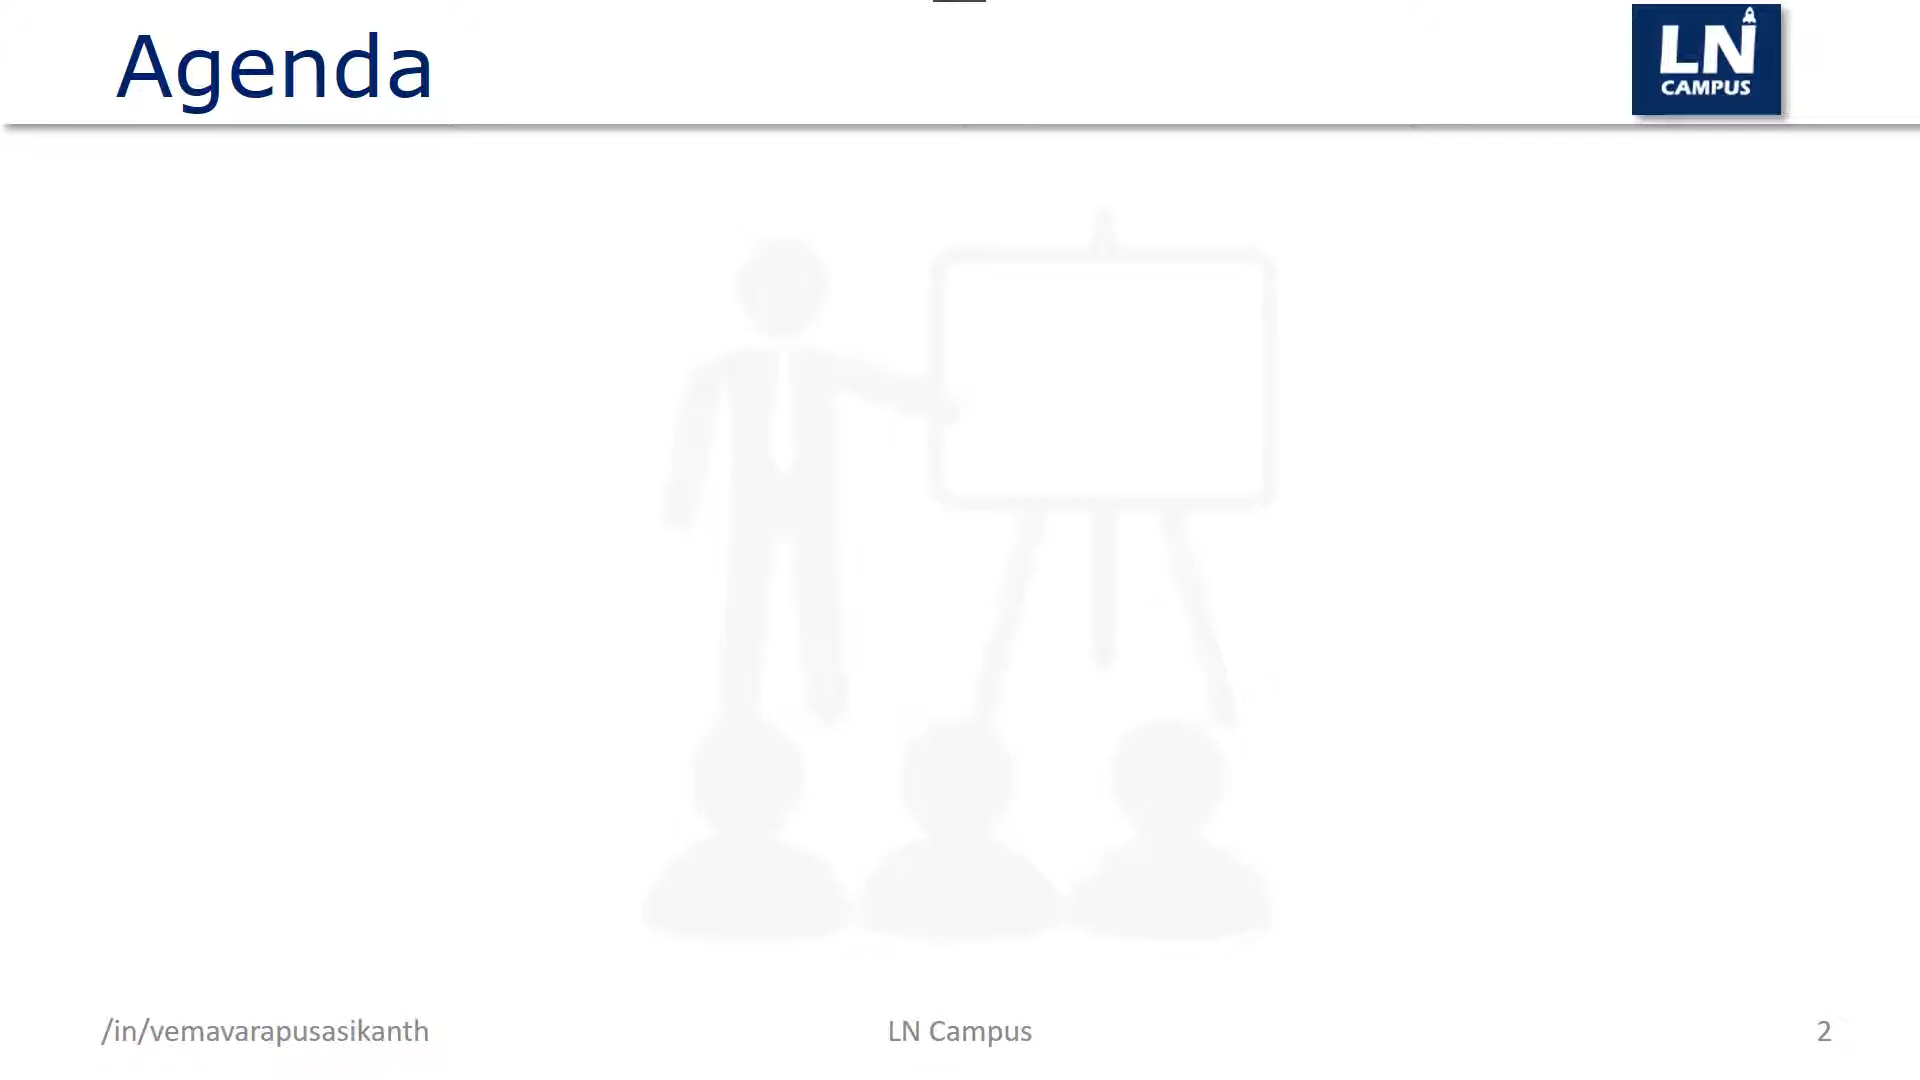 Agenda
LN
CAMPUS
/in/vemavarapusasikanth
LN Campus
2